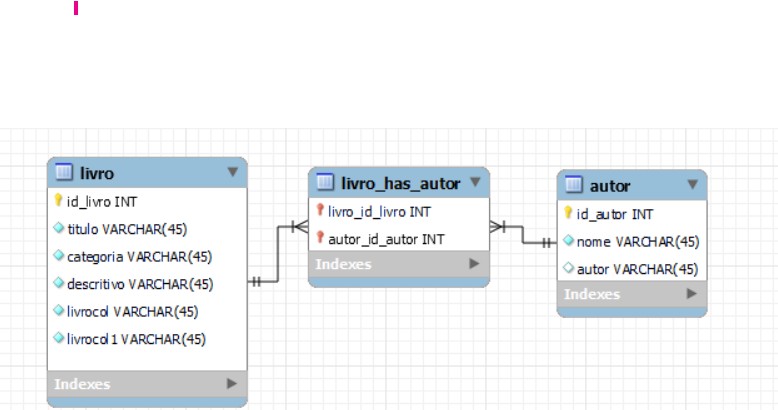 livro
id_livro INT
titulo VARCHAR(45)
categoria VARCHAR(45)
descritivo VARCHAR(45)
livrocol VARCHAR(45)
livrocol1 VARCHAR(45)
Indexes
livro_has_autor
livro_id_livro INT
autor_id_autor INT
Indexes
autor
id_autor INT
nome VARCHAR(45)
autor VARCHAR(45)
Indexes